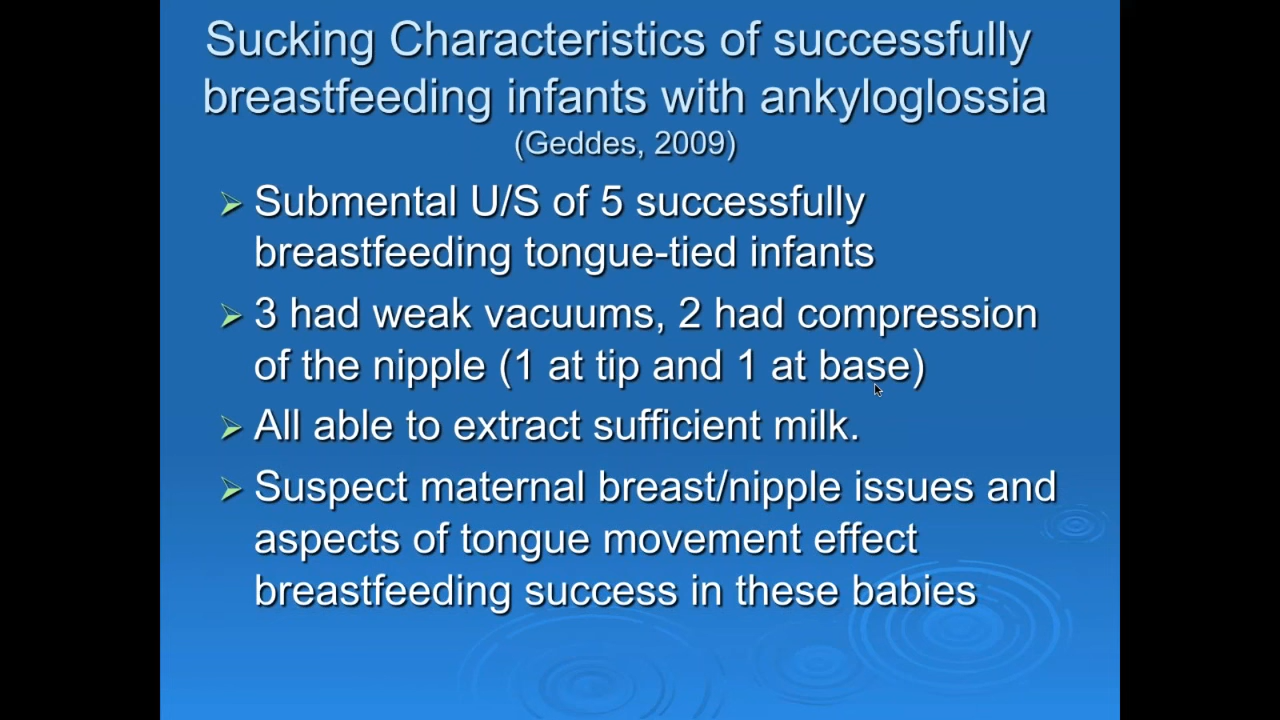 Sucking Characteristics of successfully
breastfeeding infants with ankyloglossia
(Geddes, 2009)
Submental U/S of 5 successfully
breastfeeding tongue-tied infants
3 had weak vacuums, 2 had compression
of the nipple (1 at tip and 1 at base)
All able to extract sufficient milk.
Suspect maternal breast/nipple issues and
aspects of tongue movement effect
breastfeeding success in these babies